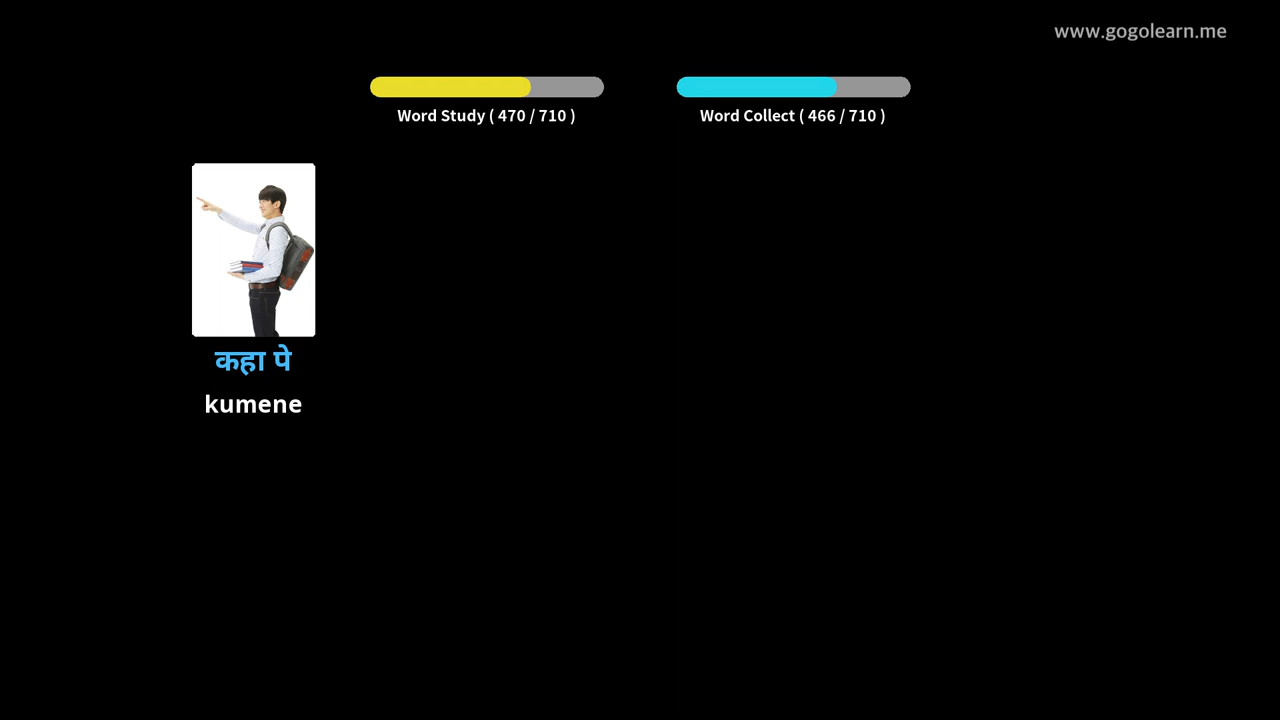 www.gogolearn.me
Word Study ( 470 / 710 )
Word Collect ( 466 / 710 )
कहा पे
kumene